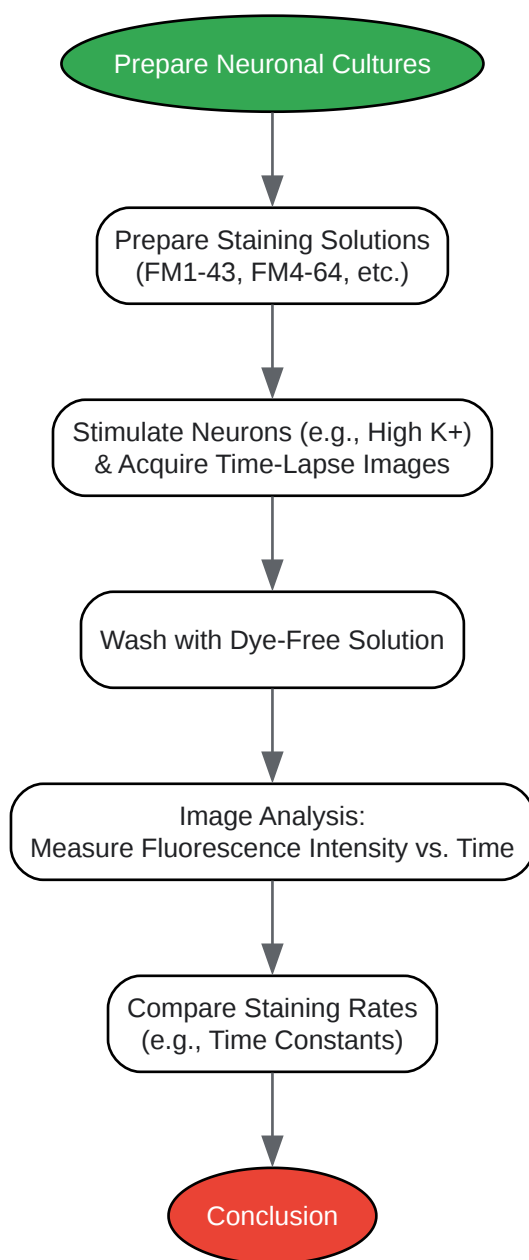 Prepare Neuronal Cultures
Prepare Staining Solutions
(FM1-43, FM4-64, etc.)
Stimulate Neurons (e.g., High K+)
& Acquire Time-Lapse Images
Wash with Dye-Free Solution
Image Analysis:
Measure Fluorescence Intensity vs. Time
Compare Staining Rates
(e.g., Time Constants)
Conclusion